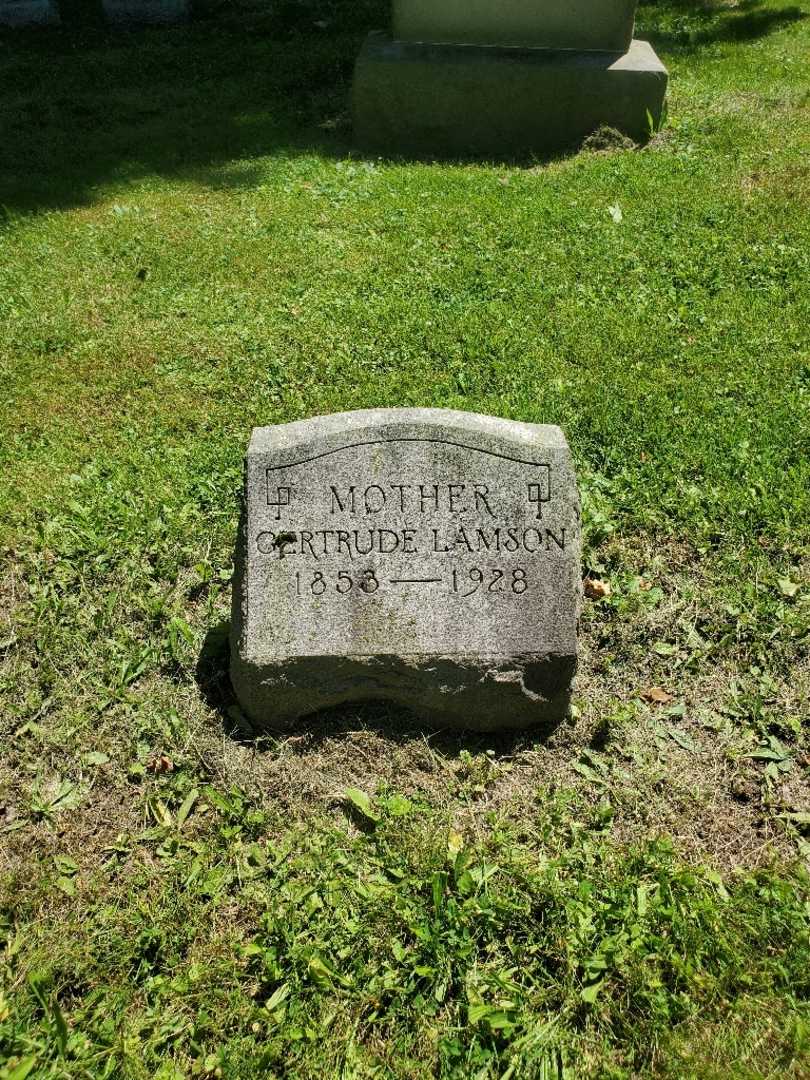 MOTHER
GERTRUDE LAMSON
1853 — 1928